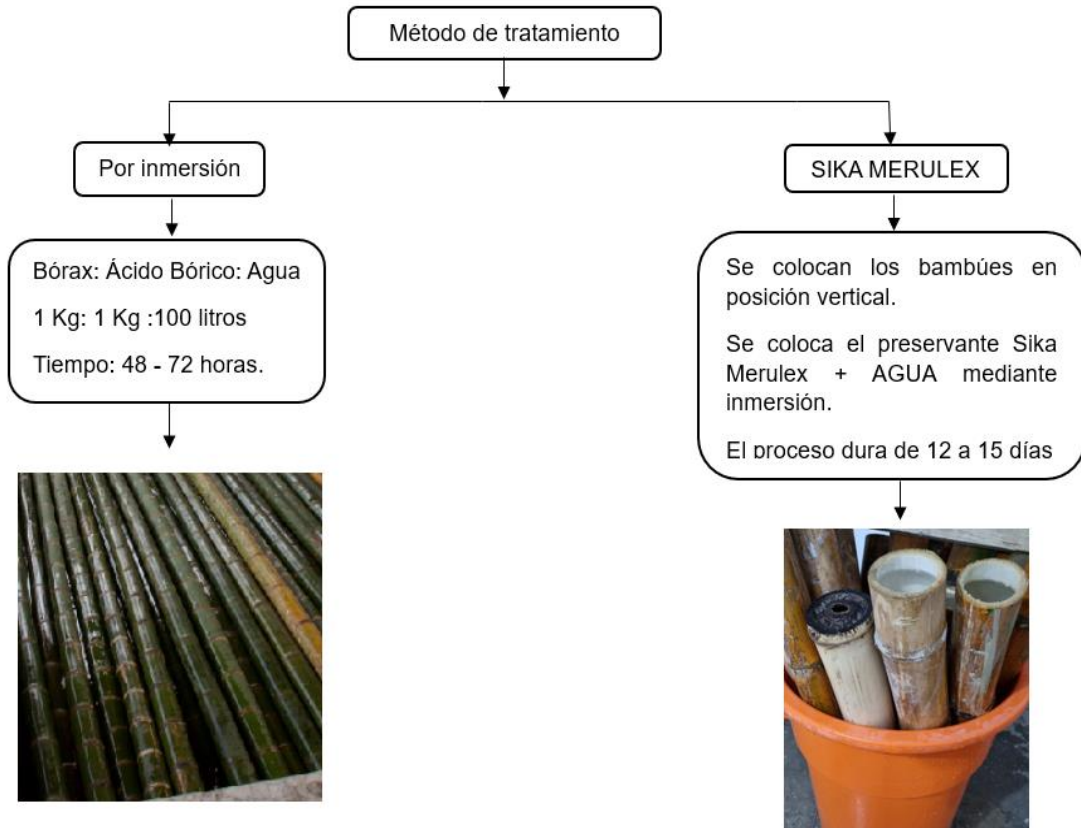 Método de tratamiento
Por inmersión
SIKA MERULEX
Bórax: Ácido Bórico: Agua
1 Kg: 1 Kg :100 litros
Tiempo: 48 - 72 horas.
Se colocan los bambúes en
posición vertical.
Se coloca el preservante Sika
Merulex + AGUA mediante
inmersión.
El proceso dura de 12 a 15 días